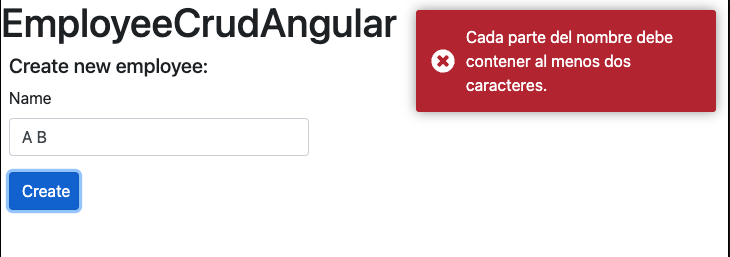 EmployeeCrudAngular
Cada parte del nombre debe
contener al menos dos
caracteres.
Create new employee:
Name
A B
Create